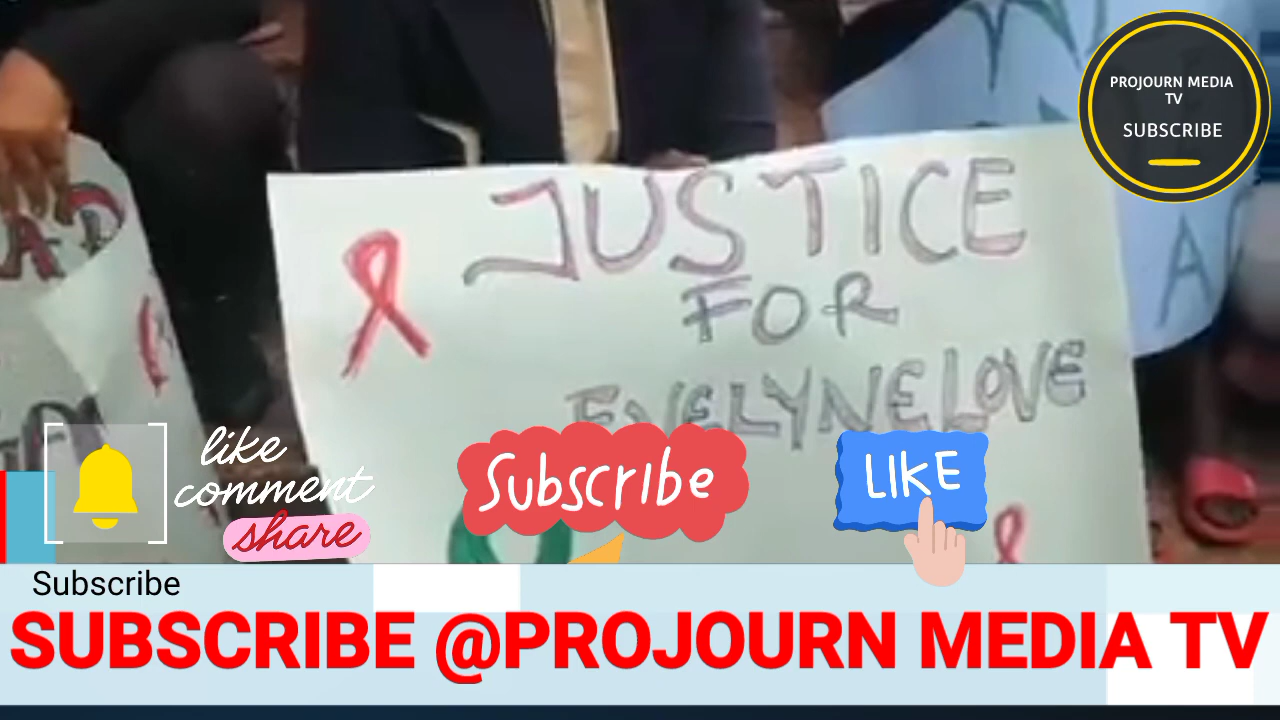 PROJOURN MEDIA
TV
SUBSCRIBE
JUSTICE
FOR
EVELYNE LOVE
like
comment
share
Subscribe
LIKE
Subscribe
SUBSCRIBE @PROJOURN MEDIA TV